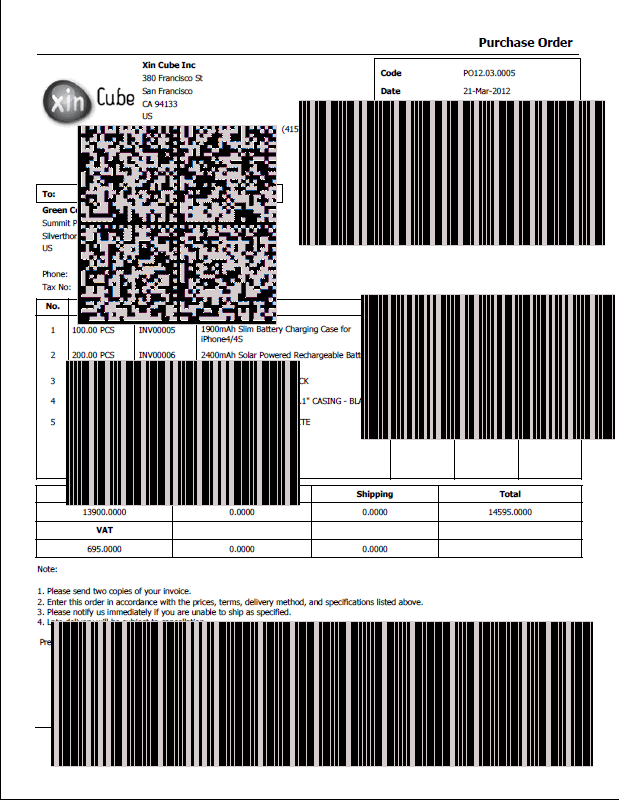 Purchase Order
Xin Cube Inc
380 Francisco St
San Francisco
CA 94133
US
xin Cube
Code PO12.03.0005
Date 21-Mar-2012
(415
To:
Green
Summit
US
Phone:
Tax No:
No.
1 100.00 PCS INV00005 1900mAh Slim Battery Charging Case for
iPhone4/4S
2 200.00 PCS INV00006 2400mAh Solar Powered Rechargeable
3
4 .1" CASING -
5
Shipping Total
13900.0000 0.0000 0.0000 14595.0000
VAT
695.0000 0.0000 0.0000
Note:
1. Please send two copies of your invoice.
2. Enter this order in accordance with the prices, terms, delivery method, and specifications listed above.
3. Please notify us immediately if you are unable to ship as specified.
4.
Pre